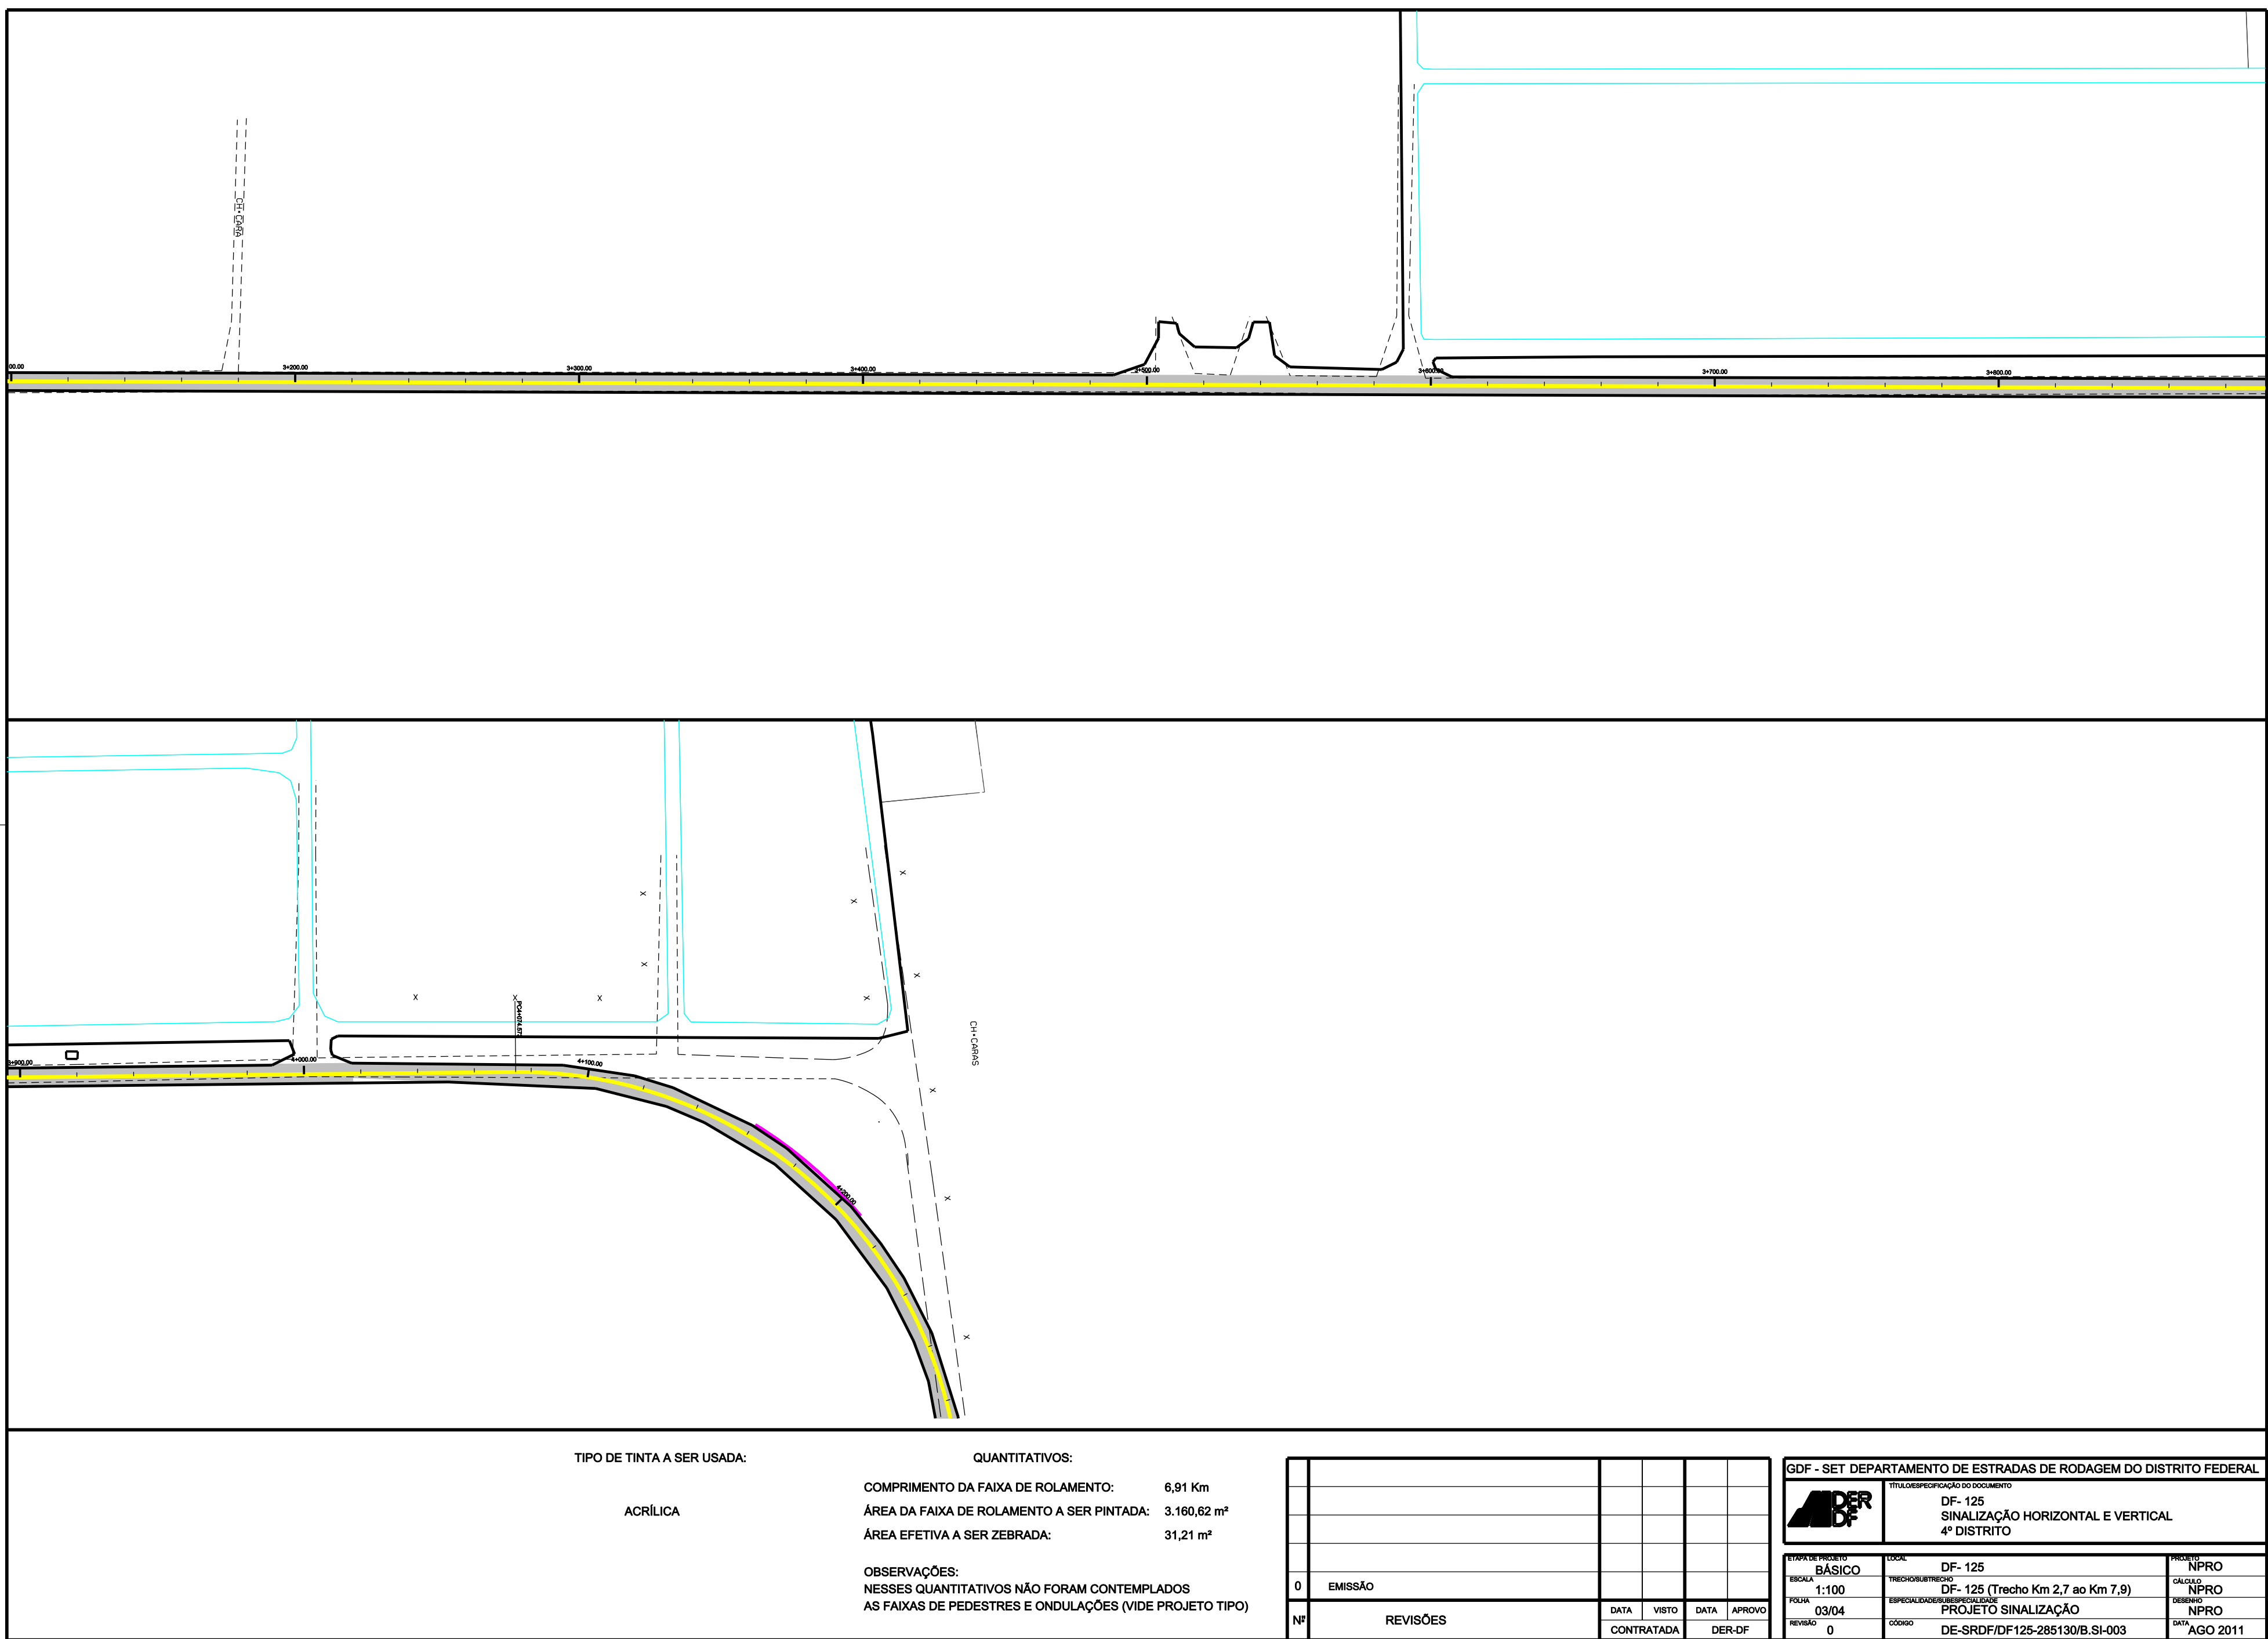 CH•CARA
00.00
3+200.00
3+300.00
3+400.00
3+500.00
3+600.00
3+700.00
3+800.00
X
X
X
X
X
X
X
X
X
X
X
X
X
PC4+074.577
CH•CARAS
3+900.00
4+000.00
4+100.00
4+200.00
TIPO DE TINTA A SER USADA:
ACRÍLICA
QUANTITATIVOS:
COMPRIMENTO DA FAIXA DE ROLAMENTO: 6,91 Km
ÁREA DA FAIXA DE ROLAMENTO A SER PINTADA: 3.160,62 m²
ÁREA EFETIVA A SER ZEBRADA: 31,21 m²
OBSERVAÇÕES:
NESSES QUANTITATIVOS NÃO FORAM CONTEMPLADOS
AS FAIXAS DE PEDESTRES E ONDULAÇÕES (VIDE PROJETO TIPO)
0 EMISSÃO
Nº REVISÕES
DATA VISTO DATA APROVO
CONTRATADA DER-DF
GDF - SET DEPARTAMENTO DE ESTRADAS DE RODAGEM DO DISTRITO FEDERAL
DER
DF
TÍTULO/ESPECIFICAÇÃO DO DOCUMENTO
DF- 125
SINALIZAÇÃO HORIZONTAL E VERTICAL
4º DISTRITO
ETAPA DE PROJETO
BÁSICO
LOCAL
DF- 125
PROJETO
NPRO
ESCALA
1:100
TRECHO/SUBTRECHO
DF- 125 (Trecho Km 2,7 ao Km 7,9)
CÁLCULO
NPRO
FOLHA
03/04
ESPECIALIDADE/SUBESPECIALIDADE
PROJETO SINALIZAÇÃO
DESENHO
NPRO
REVISÃO
0
CÓDIGO
DE-SRDF/DF125-285130/B.SI-003
DATA
AGO 2011